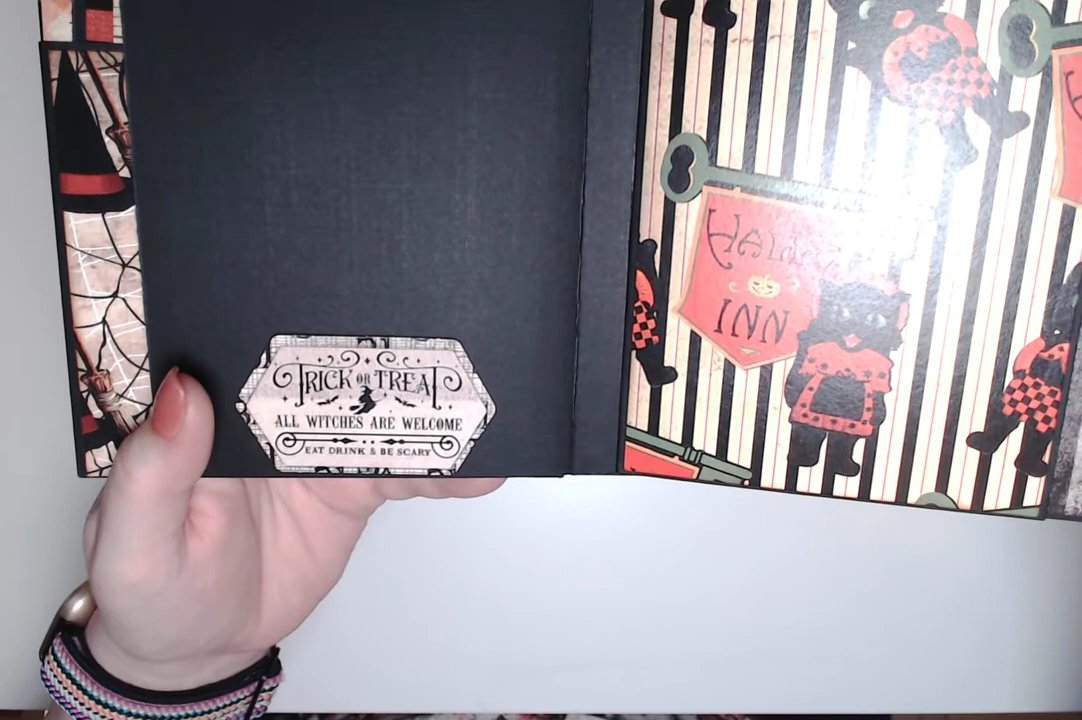 TRICK OR TREAT
ALL WITCHES ARE WELCOME
EAT DRINK & BE SCARY
INN